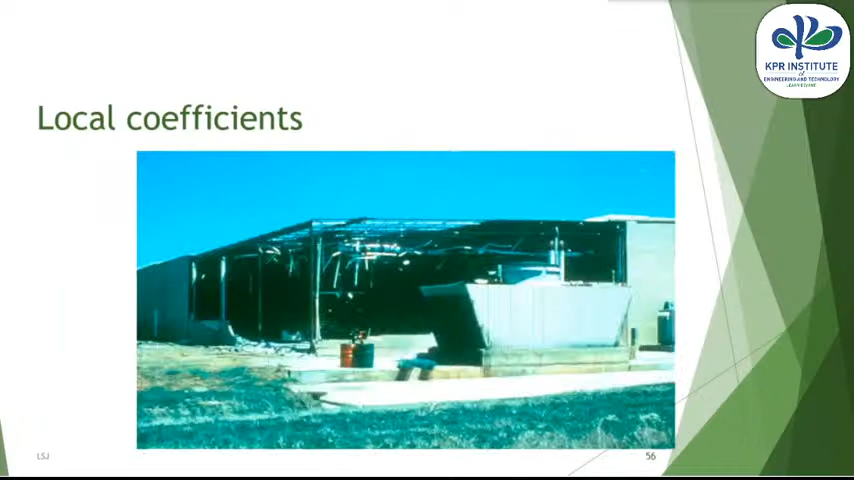 KPR INSTITUTE
of
ENGINEERING AND TECHNOLOGY
Local coefficients
LSJ
56